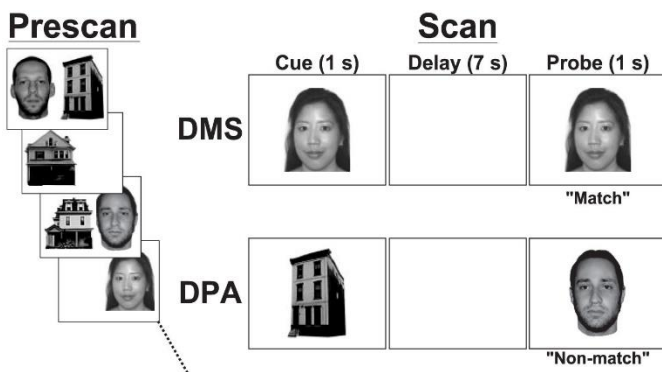 Prescan
Scan
Cue (1 s) Delay (7 s) Probe (1 s)
DMS
"Match"
DPA
"Non-match"